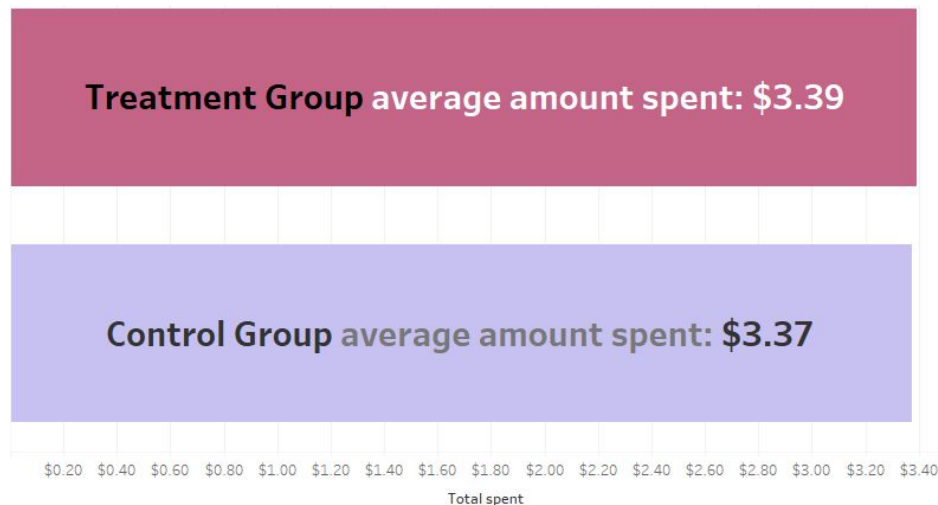 Treatment Group average amount spent: $3.39
Control Group average amount spent: $3.37
$0.20 $0.40 $0.60 $0.80 $1.00 $1.20 $1.40 $1.60 $1.80 $2.00 $2.20 $2.40 $2.60 $2.80 $3.00 $3.20 $3.40
Total spent